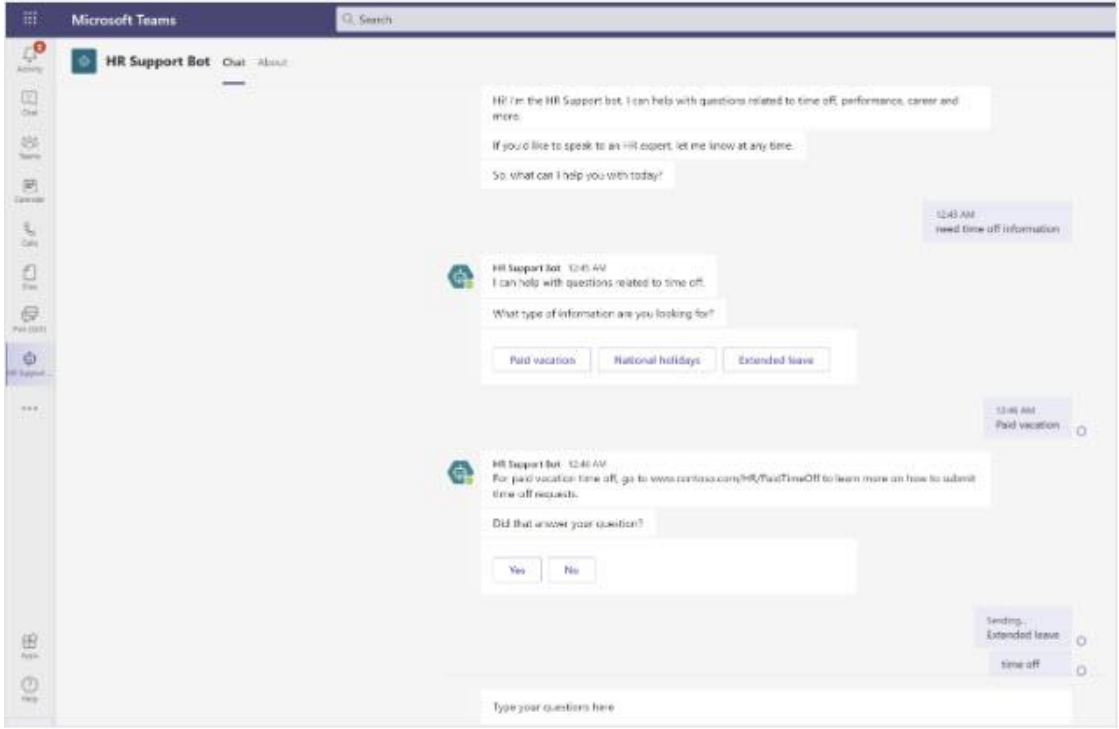 Microsoft Teams
Search
2
Activity
HR Support Bot Chat About
Chat
Teams
Calendar
Calls
Files
HR Support ...
Apps
Help
Hi! I'm the HR Support bot. I can help with questions related to time off, performance, career and
more.
If you'd like to speak to an HR expert, let me know at any time.
So, what can I help you with today?
12:45 AM
need time off information
HR Support Bot 12:45 AM
I can help with questions related to time off.
What type of information are you looking for?
Paid vacation National holidays Extended leave
12:46 AM
Paid vacation
HR Support Bot 12:46 AM
For paid vacation time off, go to www.contoso.com/HR/PaidTimeOff to learn more on how to submit
time off requests.
Did that answer your question?
Yes No
Sending...
Extended leave
time off
Type your questions here